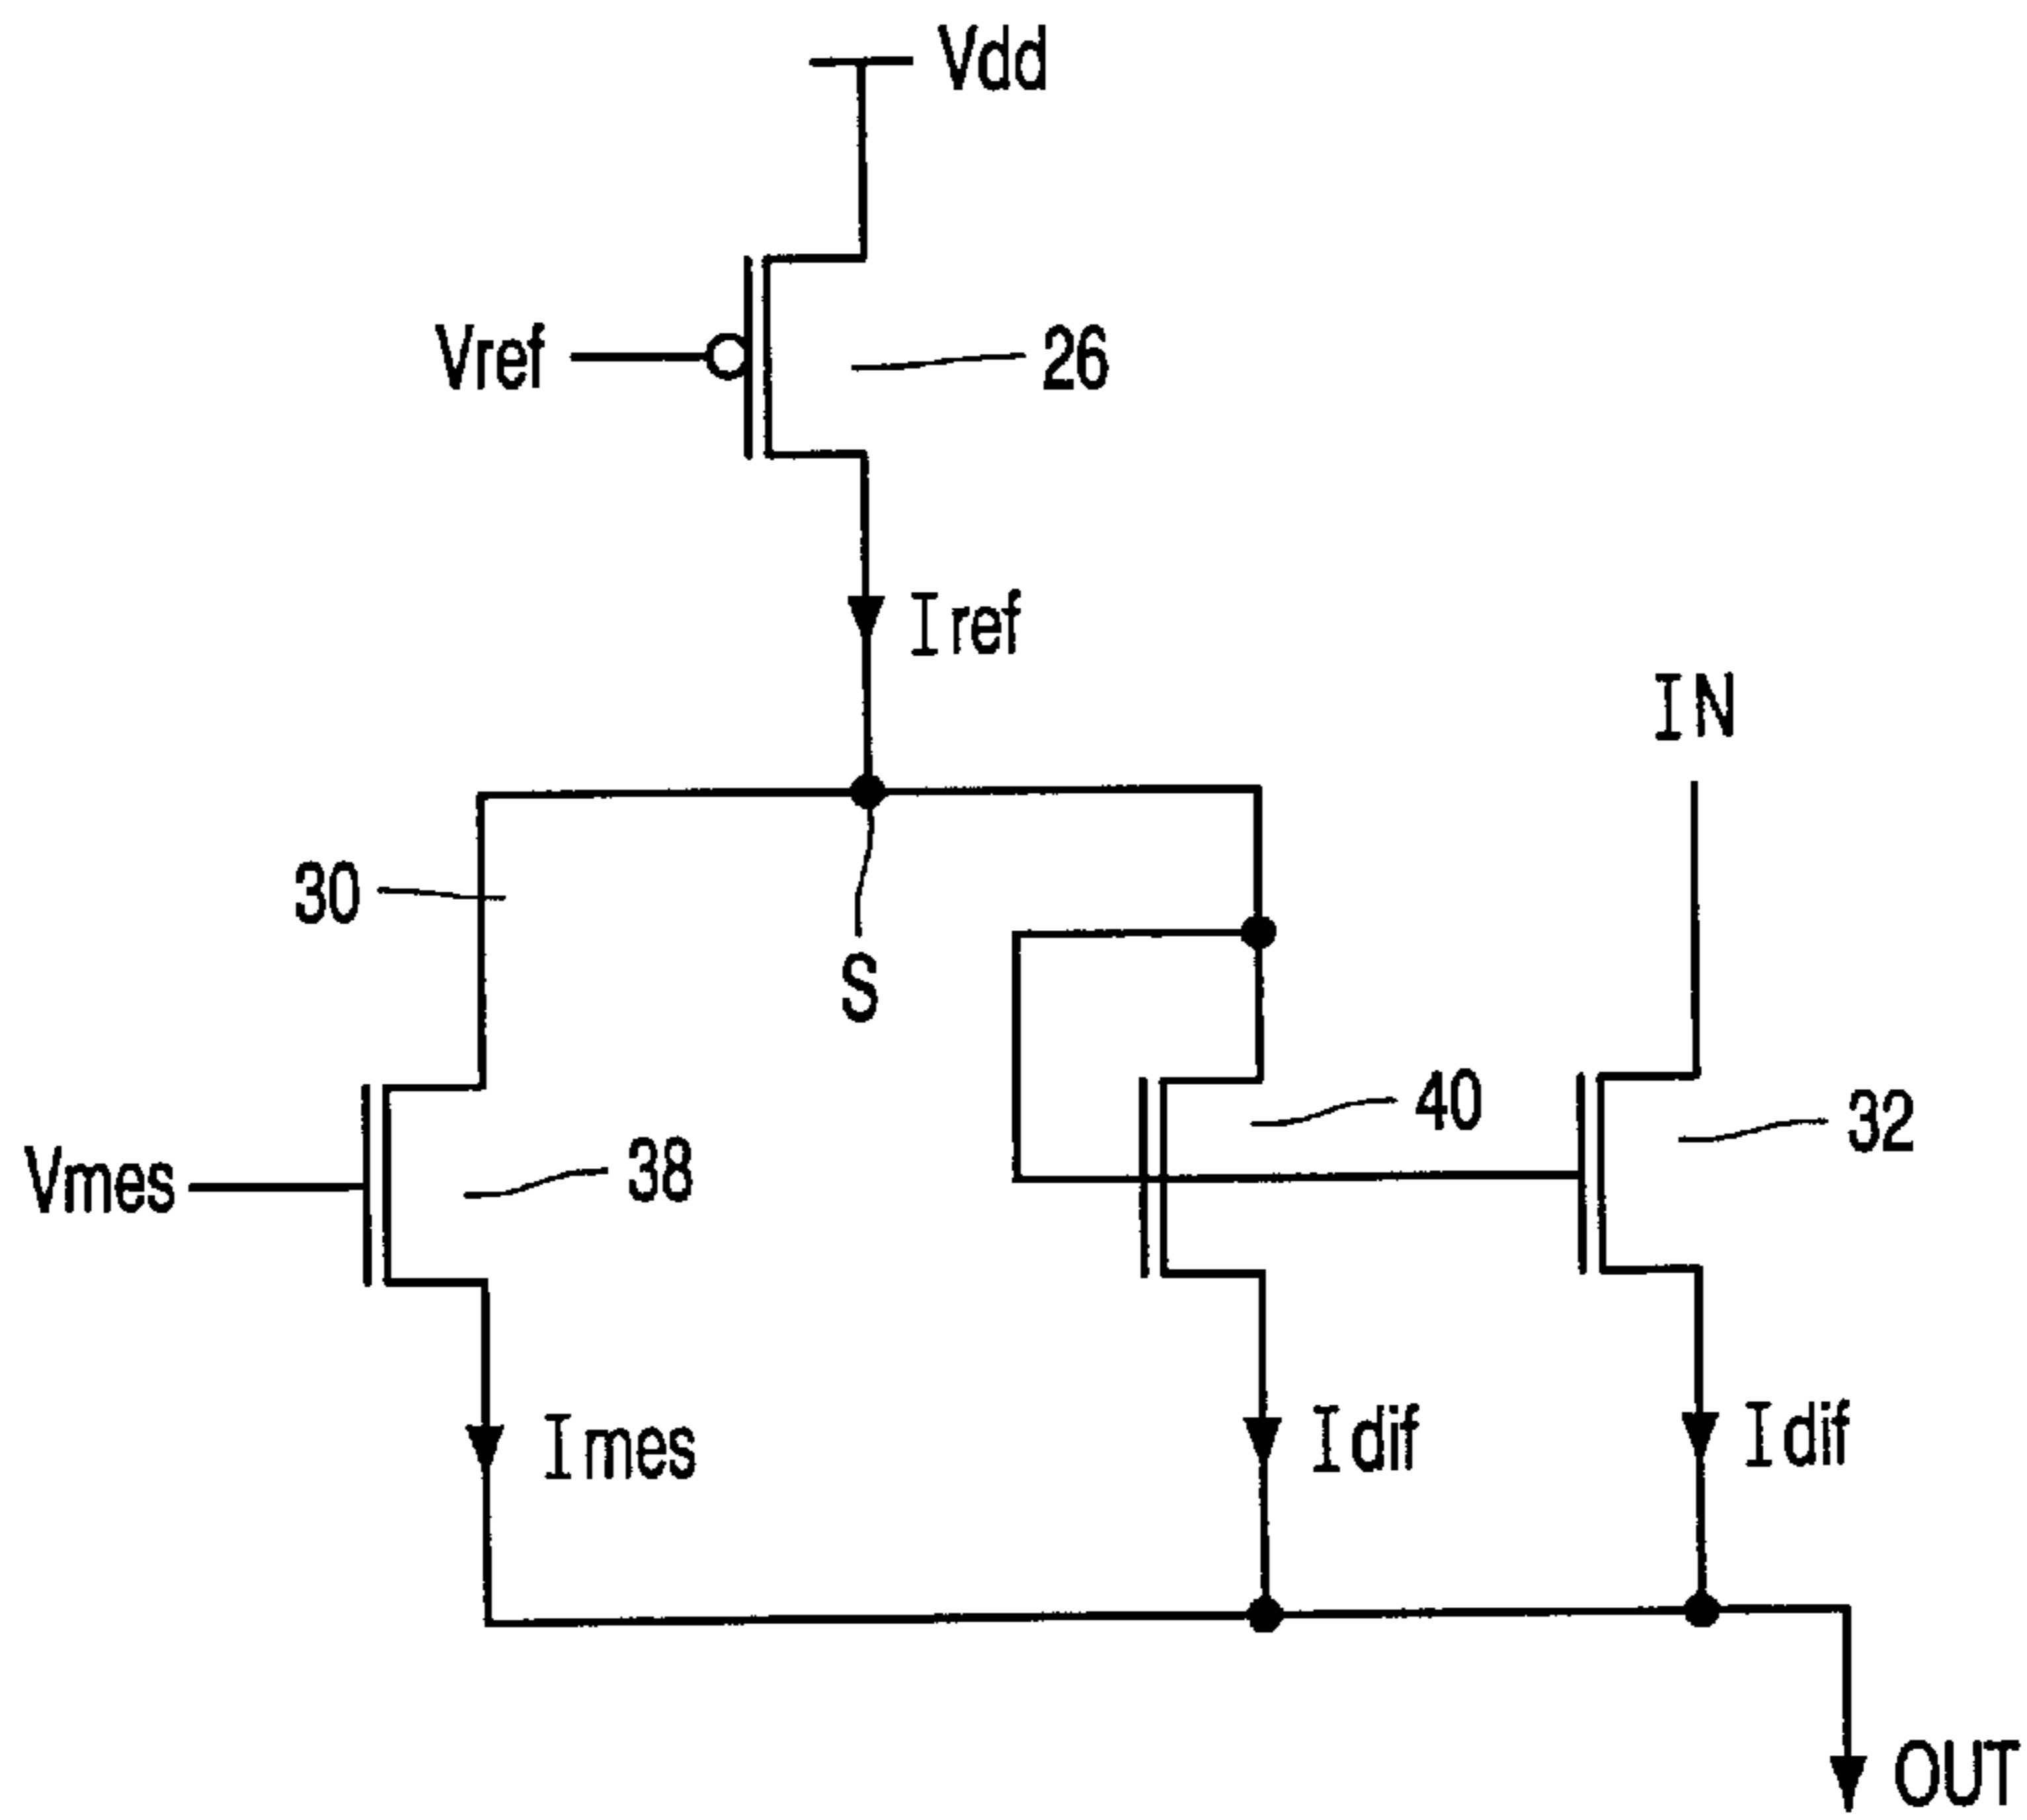 Vdd
Vref
26
Iref
IN
30
S
40
32
Vmes
38
Imes
Idif
Idif
OUT